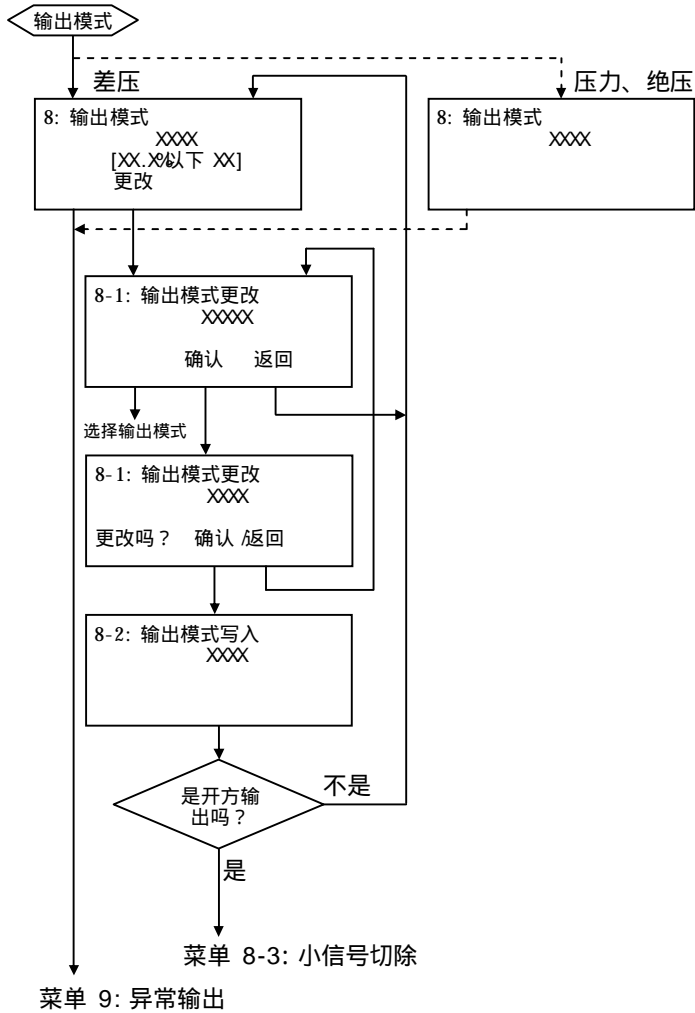 输出模式
差压
压力、绝压
8: 输出模式
XXXX
[XX.X%以下 XX]
更改
8: 输出模式
XXXX
8-1: 输出模式更改
XXXXX
确认 返回
选择输出模式
8-1: 输出模式更改
XXXX
更改吗？ 确认 /返回
8-2: 输出模式写入
XXXX
是开方输
出吗？
不是
是
菜单 8-3: 小信号切除
菜单 9: 异常输出